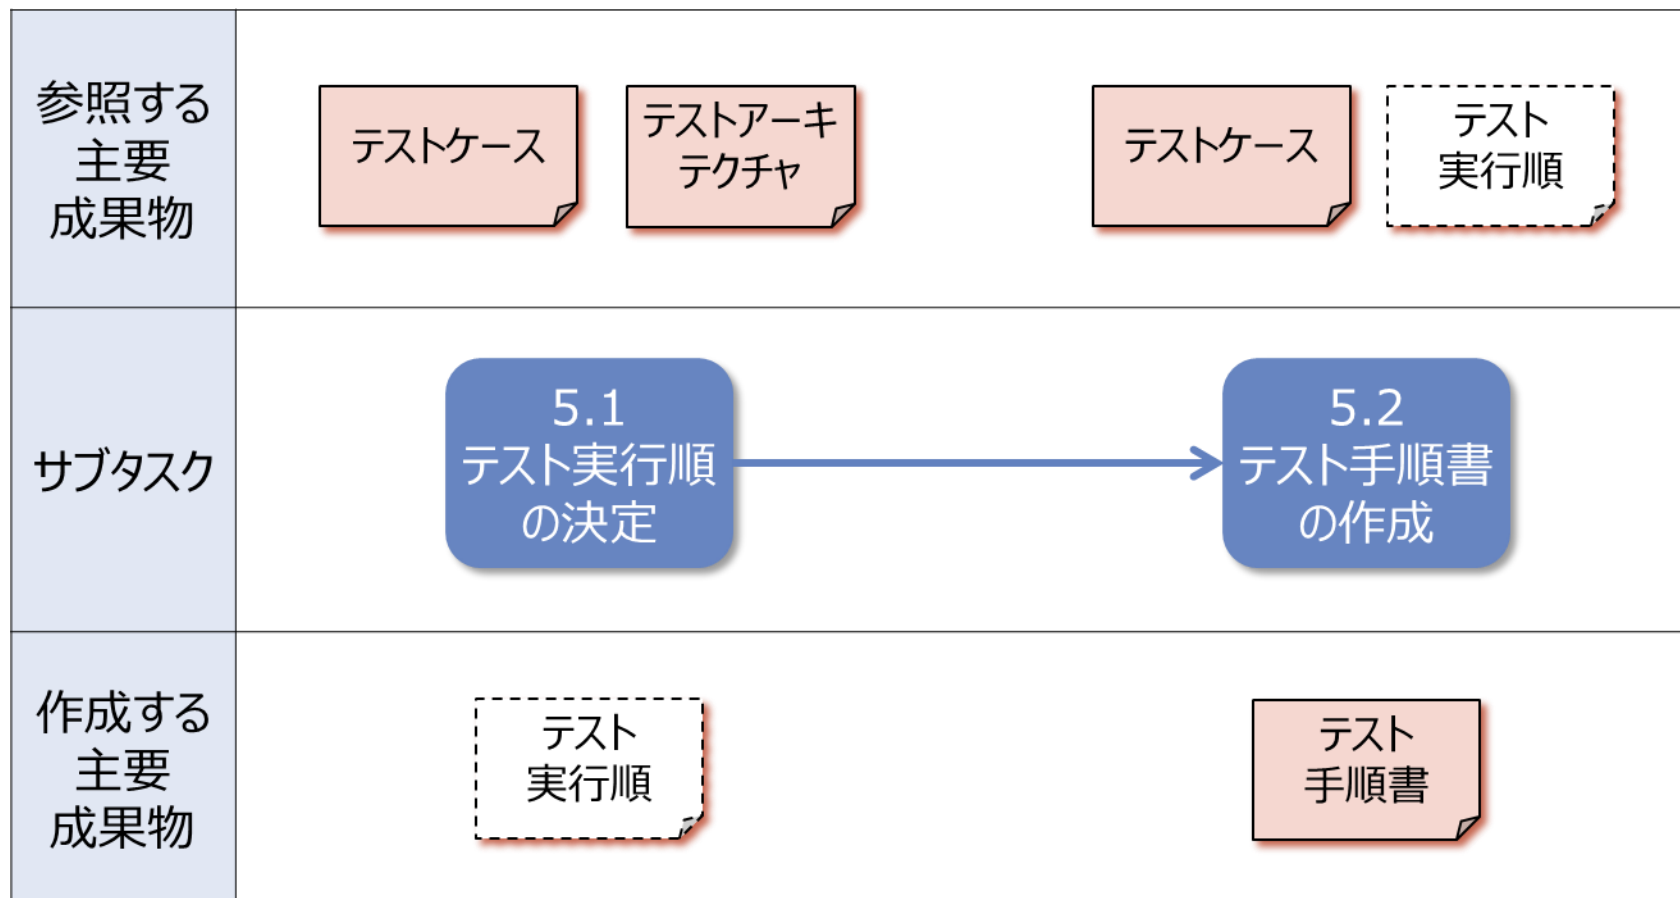 参照する
主要
成果物
テストケース
テストアーキ
テクチャ
テストケース
テスト
実行順
サブタスク
5.1
テスト実行順
の決定
5.2
テスト手順書
の作成
作成する
主要
成果物
テスト
実行順
テスト
手順書